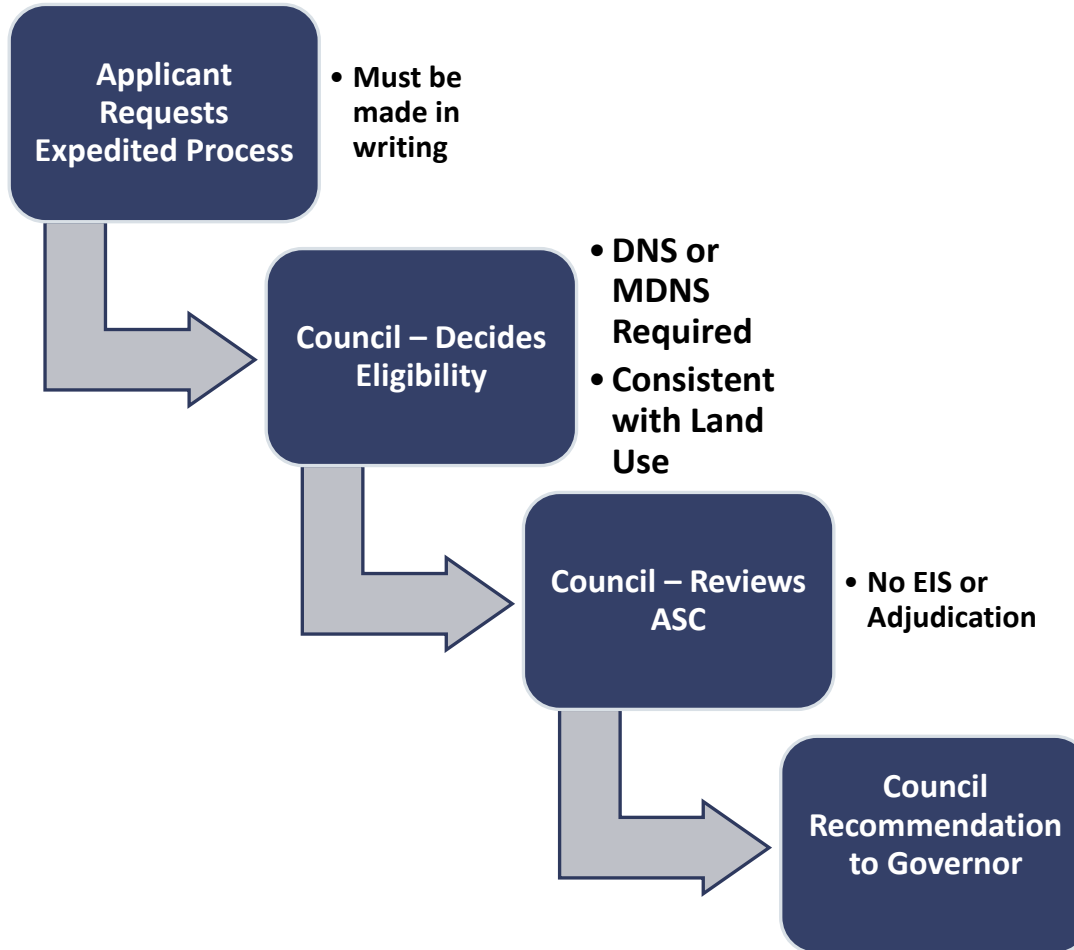 Applicant
Requests
Expedited Process
• Must be
made in
writing
Council – Decides
Eligibility
• DNS or
MDNS
Required
• Consistent
with Land
Use
Council – Reviews
ASC
• No EIS or
Adjudication
Council
Recommendation
to Governor